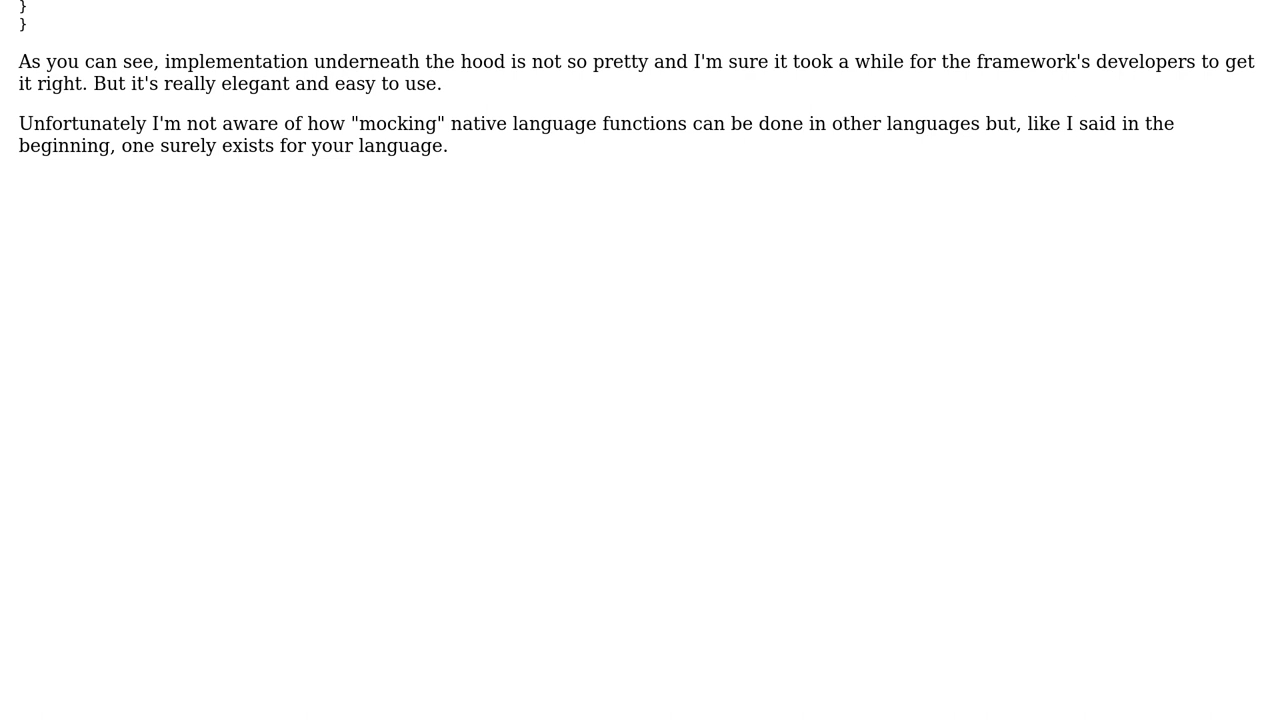 }
}
As you can see, implementation underneath the hood is not so pretty and I'm sure it took a while for the framework's developers to get
it right. But it's really elegant and easy to use.
Unfortunately I'm not aware of how "mocking" native language functions can be done in other languages but, like I said in the
beginning, one surely exists for your language.